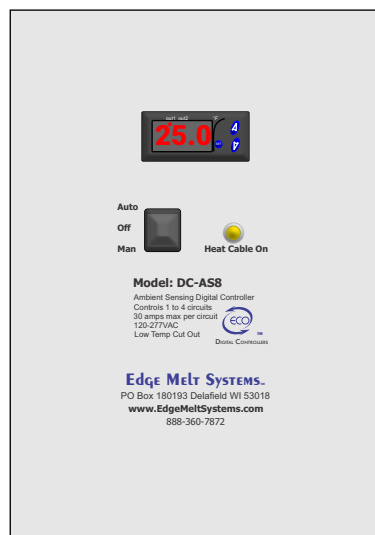 out1 out2 °F
25.0
SET
Auto
Off
Man
Heat Cable On
Model: DC-AS8
Ambient Sensing Digital Controller
Controls 1 to 4 circuits
30 amps max per circuit
120-277VAC
Low Temp Cut Out
ECO
™
Digital Controllers
Edge Melt Systems™
PO Box 180193 Delafield WI 53018
www.EdgeMeltSystems.com
888-360-7872